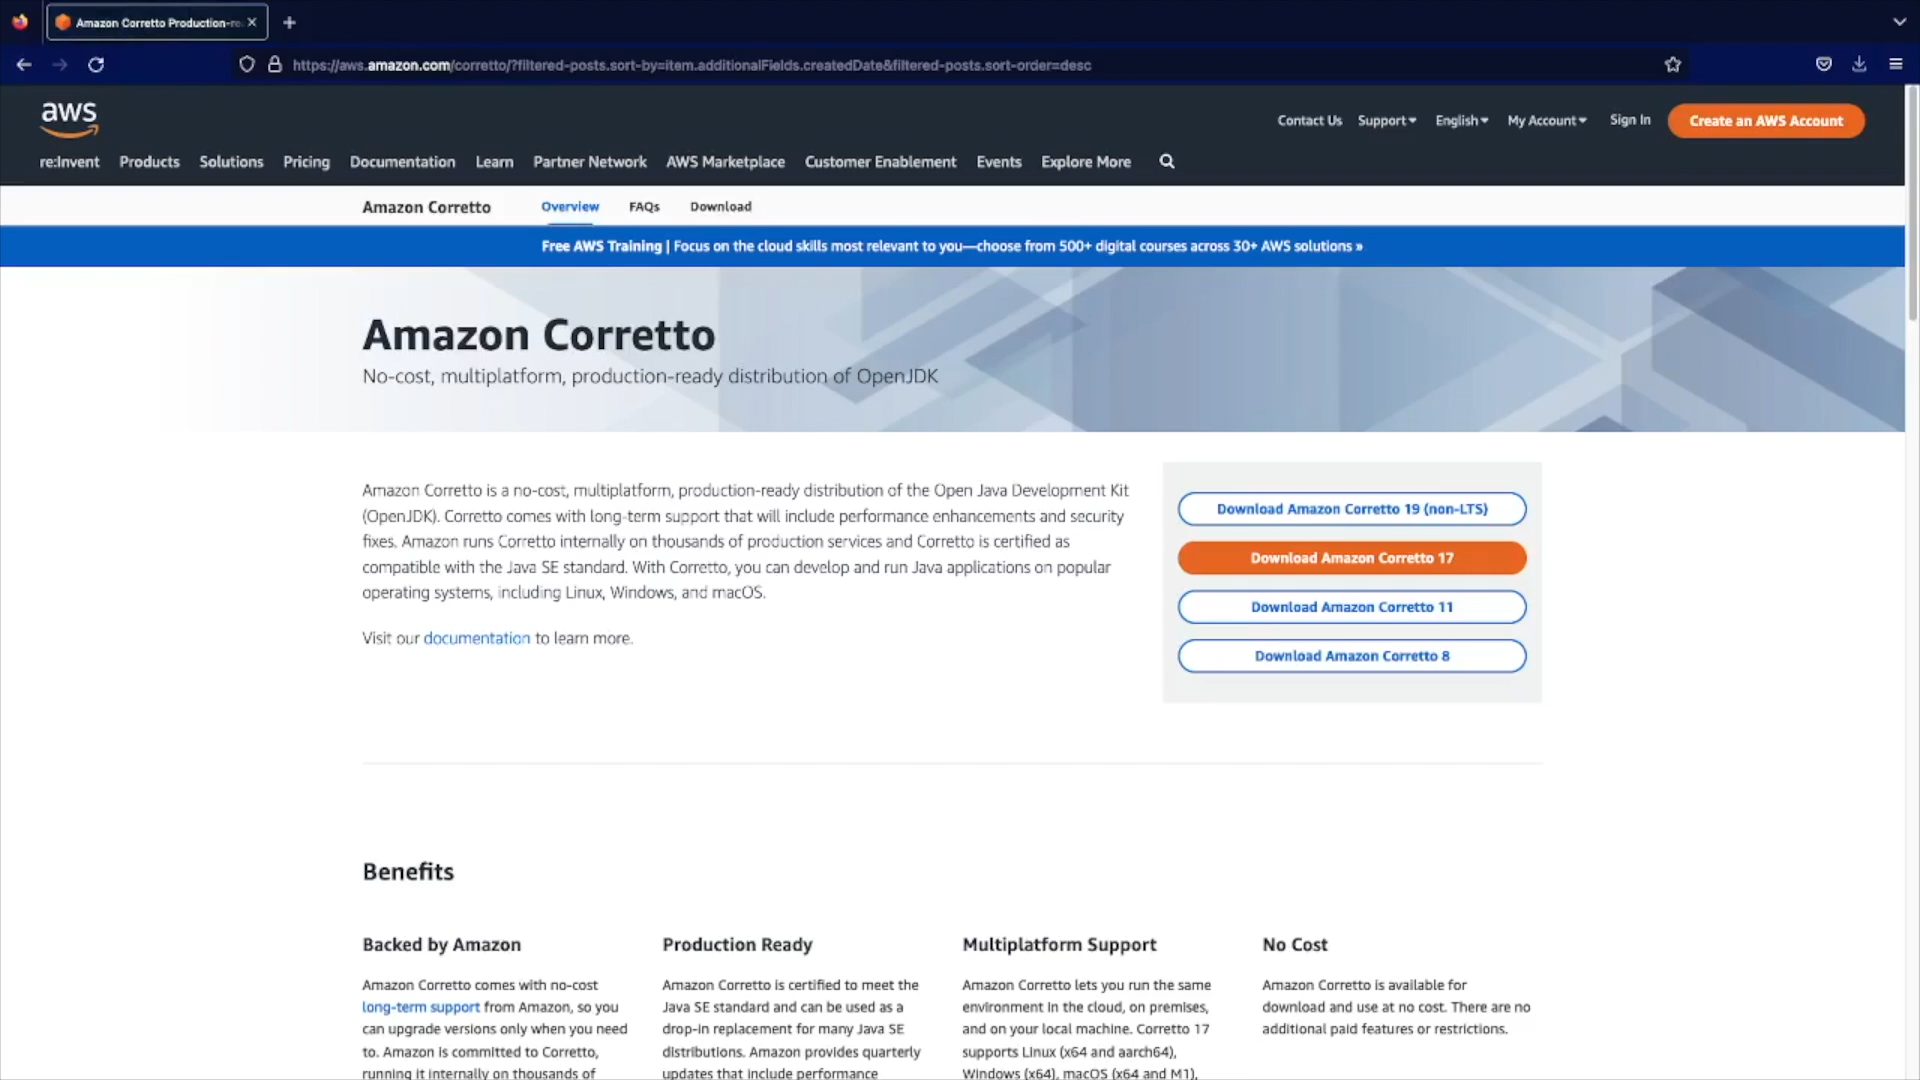 Amazon Corretto Production-re
https://aws.amazon.com/corretto/?filtered-posts.sort-by=item.additionalFields.createdDate&filtered-posts.sort-order=desc
aws
Contact Us Support English My Account Sign In Create an AWS Account
re:Invent Products Solutions Pricing Documentation Learn Partner Network AWS Marketplace Customer Enablement Events Explore More
Amazon Corretto Overview FAQs Download
Free AWS Training | Focus on the cloud skills most relevant to you—choose from 500+ digital courses across 30+ AWS solutions »
Amazon Corretto
No-cost, multiplatform, production-ready distribution of OpenJDK
Amazon Corretto is a no-cost, multiplatform, production-ready distribution of the Open Java Development Kit
(OpenJDK). Corretto comes with long-term support that will include performance enhancements and security
fixes. Amazon runs Corretto internally on thousands of production services and Corretto is certified as
compatible with the Java SE standard. With Corretto, you can develop and run Java applications on popular
operating systems, including Linux, Windows, and macOS.
Visit our documentation to learn more.
Download Amazon Corretto 19 (non-LTS)
Download Amazon Corretto 17
Download Amazon Corretto 11
Download Amazon Corretto 8
Benefits
Backed by Amazon
Amazon Corretto comes with no-cost
long-term support from Amazon, so you
can upgrade versions only when you need
to. Amazon is committed to Corretto,
running it internally on thousands of
Production Ready
Amazon Corretto is certified to meet the
Java SE standard and can be used as a
drop-in replacement for many Java SE
distributions. Amazon provides quarterly
updates that include performance
Multiplatform Support
Amazon Corretto lets you run the same
environment in the cloud, on premises,
and on your local machine. Corretto 17
supports Linux (x64 and aarch64),
Windows (x64), macOS (x64 and M1),
No Cost
Amazon Corretto is available for
download and use at no cost. There are no
additional paid features or restrictions.